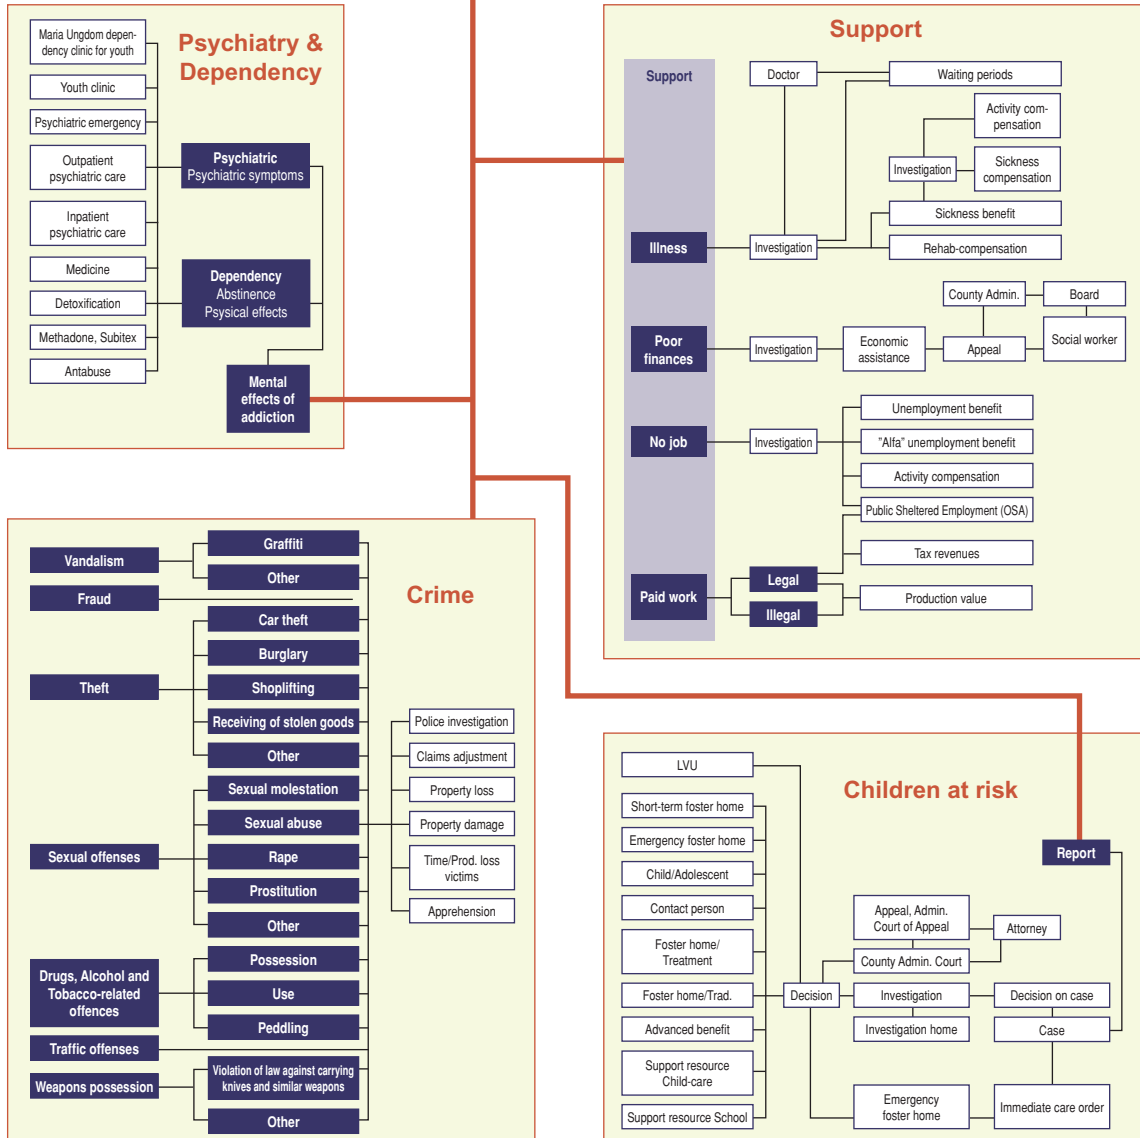 Psychiatry &
Dependency
Maria Ungdom depen-
dency clinic for youth
Youth clinic
Psychiatric emergency
Outpatient
psychiatric care
Inpatient
psychiatric care
Medicine
Detoxification
Methadone, Subitex
Antabuse
Psychiatric
Psychiatric symptoms
Dependency
Abstinence
Psysical effects
Mental
effects of
addiction
Support
Support
Doctor
Waiting periods
Activity com-
pensation
Investigation
Sickness
compensation
Sickness benefit
Illness
Investigation
Rehab-compensation
County Admin.
Board
Poor
finances
Investigation
Economic
assistance
Appeal
Social worker
No job
Investigation
Unemployment benefit
"Alfa" unemployment benefit
Activity compensation
Public Sheltered Employment (OSA)
Tax revenues
Paid work
Legal
Illegal
Production value
Crime
Vandalism
Graffiti
Other
Fraud
Theft
Car theft
Burglary
Shoplifting
Receiving of stolen goods
Other
Sexual offenses
Sexual molestation
Sexual abuse
Rape
Prostitution
Other
Drugs, Alcohol and
Tobacco-related
offences
Possession
Use
Peddling
Traffic offenses
Weapons possession
Violation of law against carrying
knives and similar weapons
Other
Police investigation
Claims adjustment
Property loss
Property damage
Time/Prod. loss
victims
Apprehension
Children at risk
LVU
Short-term foster home
Emergency foster home
Child/Adolescent
Contact person
Foster home/
Treatment
Foster home/Trad.
Advanced benefit
Support resource
Child-care
Support resource School
Report
Appeal, Admin.
Court of Appeal
Attorney
County Admin. Court
Decision
Investigation
Decision on case
Investigation home
Case
Emergency
foster home
Immediate care order